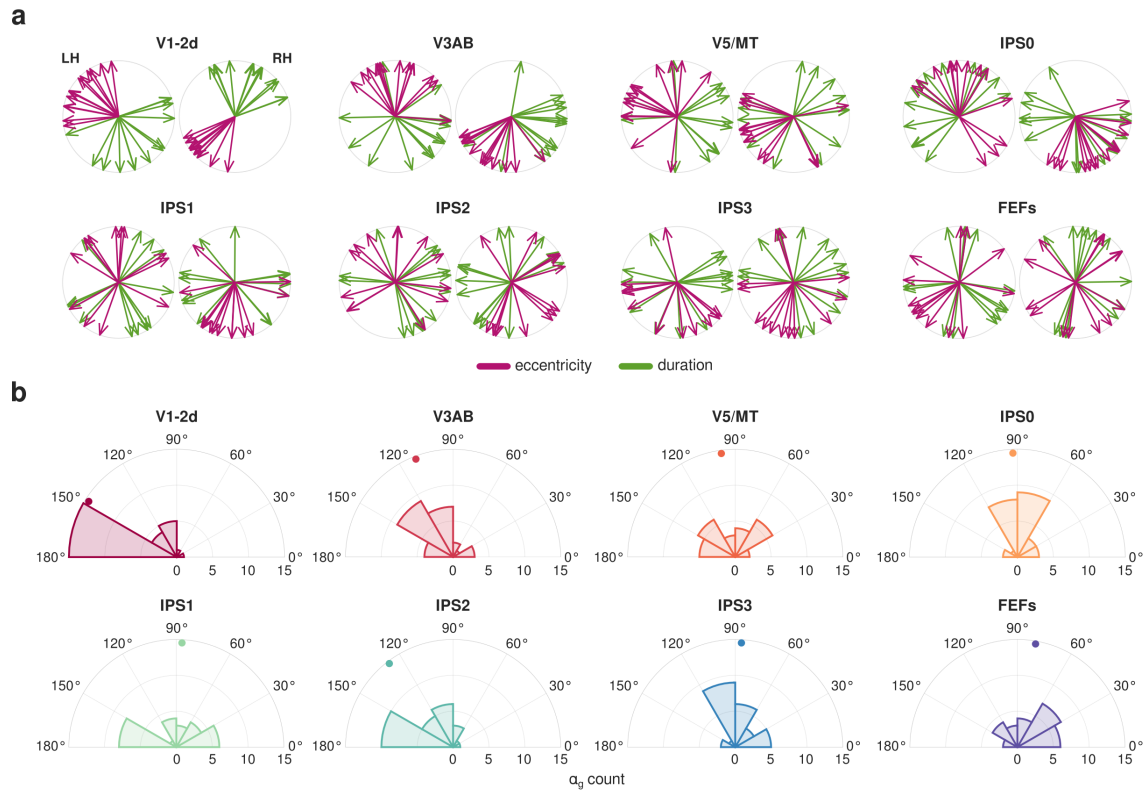 a
V1-2d V3AB V5/MT IPS0
LH RH
IPS1 IPS2 IPS3 FEFs
eccentricity duration
b
V1-2d V3AB V5/MT IPS0
90° 90° 90° 90°
120° 60° 120° 60° 120° 60° 120° 60°
150° 30° 150° 30° 150° 30° 150° 30°
180° 0° 180° 0° 180° 0° 180° 0°
0 5 10 15 0 5 10 15 0 5 10 15 0 5 10 15
IPS1 IPS2 IPS3 FEFs
90° 90° 90° 90°
120° 60° 120° 60° 120° 60° 120° 60°
150° 30° 150° 30° 150° 30° 150° 30°
180° 0° 180° 0° 180° 0° 180° 0°
0 5 10 15 0 5 10 15 0 5 10 15 0 5 10 15
αg count